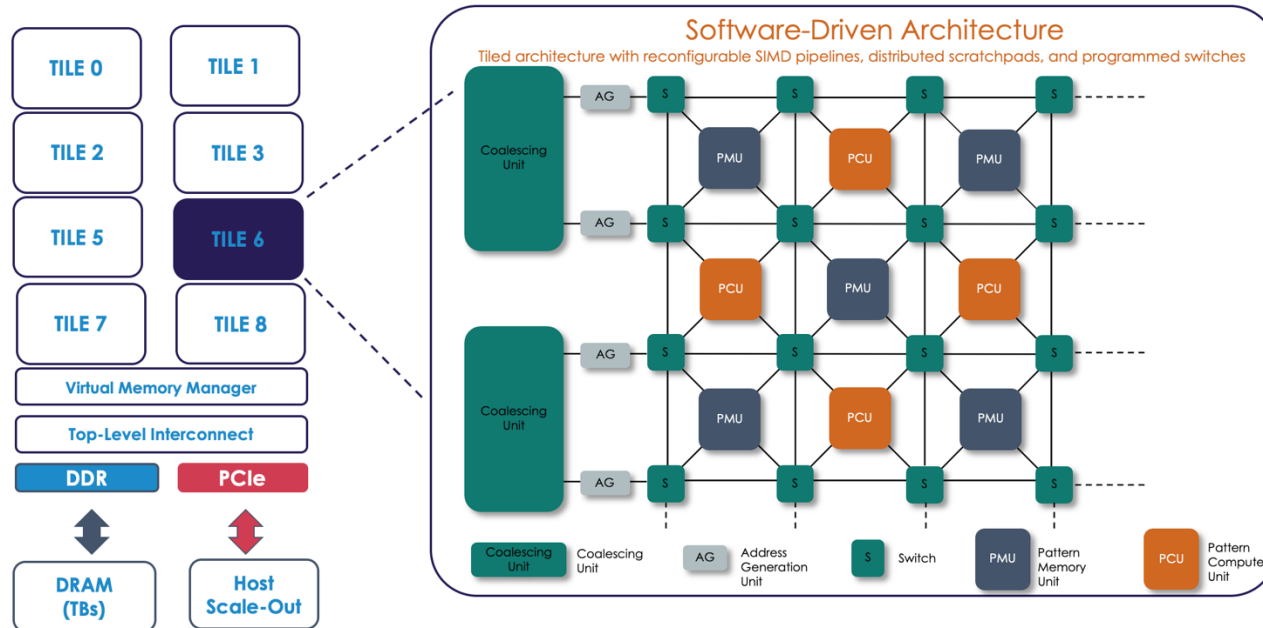 Software-Driven Architecture
Tiled architecture with reconfigurable SIMD pipelines, distributed scratchpads, and programmed switches
TILE 0
TILE 1
TILE 2
TILE 3
TILE 5
TILE 6
TILE 7
TILE 8
Virtual Memory Manager
Top-Level Interconnect
DDR
PCIe
DRAM
(TBs)
Host
Scale-Out
AG
S
S
S
S
Coalescing
Unit
PMU
PCU
PMU
AG
S
S
S
S
PCU
PMU
PCU
AG
S
S
S
S
Coalescing
Unit
PMU
PCU
PMU
AG
S
S
S
S
Coalescing
Unit
Coalescing
Unit
AG
Address
Generation
Unit
S
Switch
PMU
Pattern
Memory
Unit
PCU
Pattern
Compute
Unit